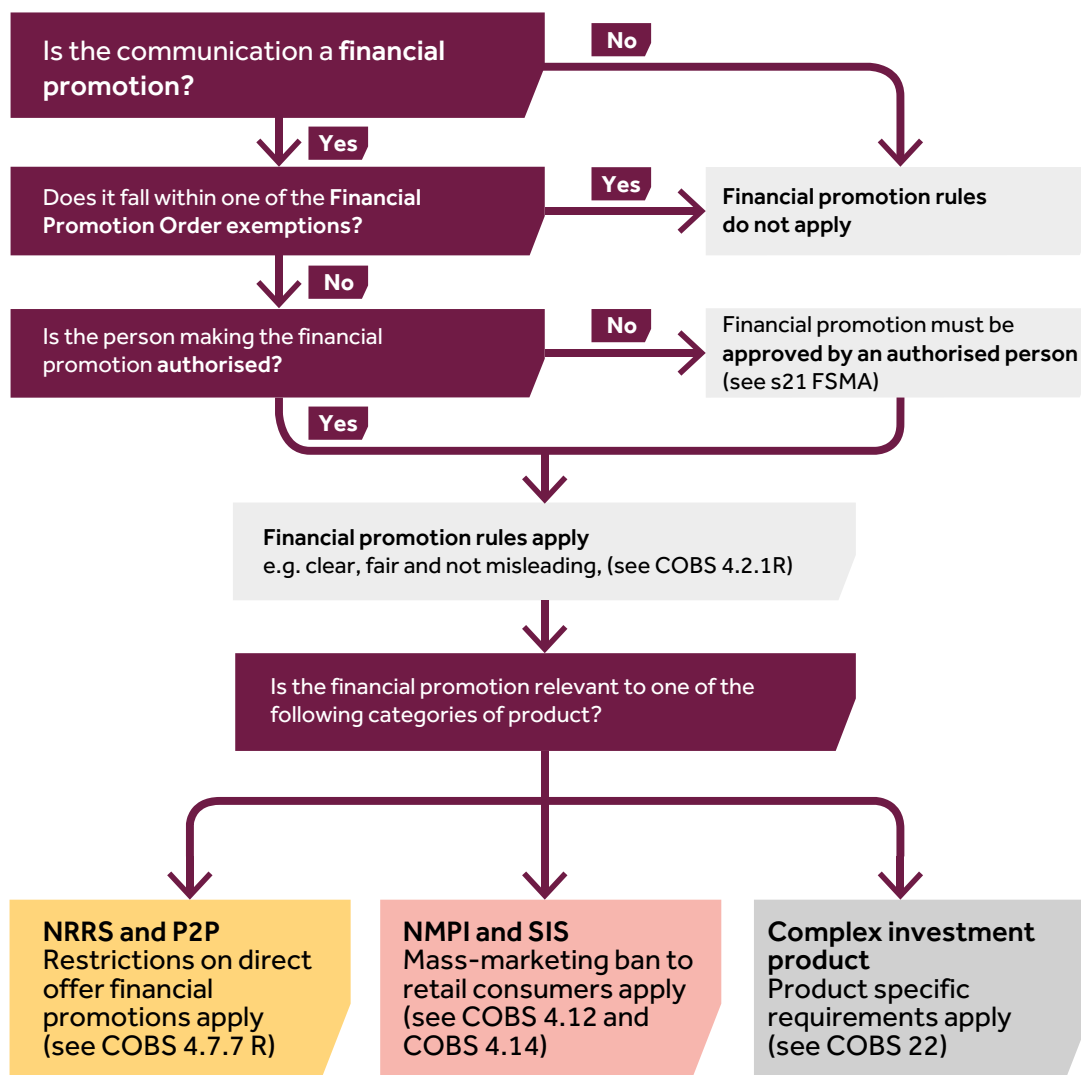 Is the communication a financial
promotion?
No
Yes
Does it fall within one of the Financial
Promotion Order exemptions?
Yes
Financial promotion rules
do not apply
No
Is the person making the financial
promotion authorised?
No
Financial promotion must be
approved by an authorised person
(see s21 FSMA)
Yes
Financial promotion rules apply
e.g. clear, fair and not misleading, (see COBS 4.2.1R)
Is the financial promotion relevant to one of the
following categories of product?
NRRS and P2P
Restrictions on direct
offer financial
promotions apply
(see COBS 4.7.7 R)
NMPI and SIS
Mass-marketing ban to
retail consumers apply
(see COBS 4.12 and
COBS 4.14)
Complex investment
product
Product specific
requirements apply
(see COBS 22)